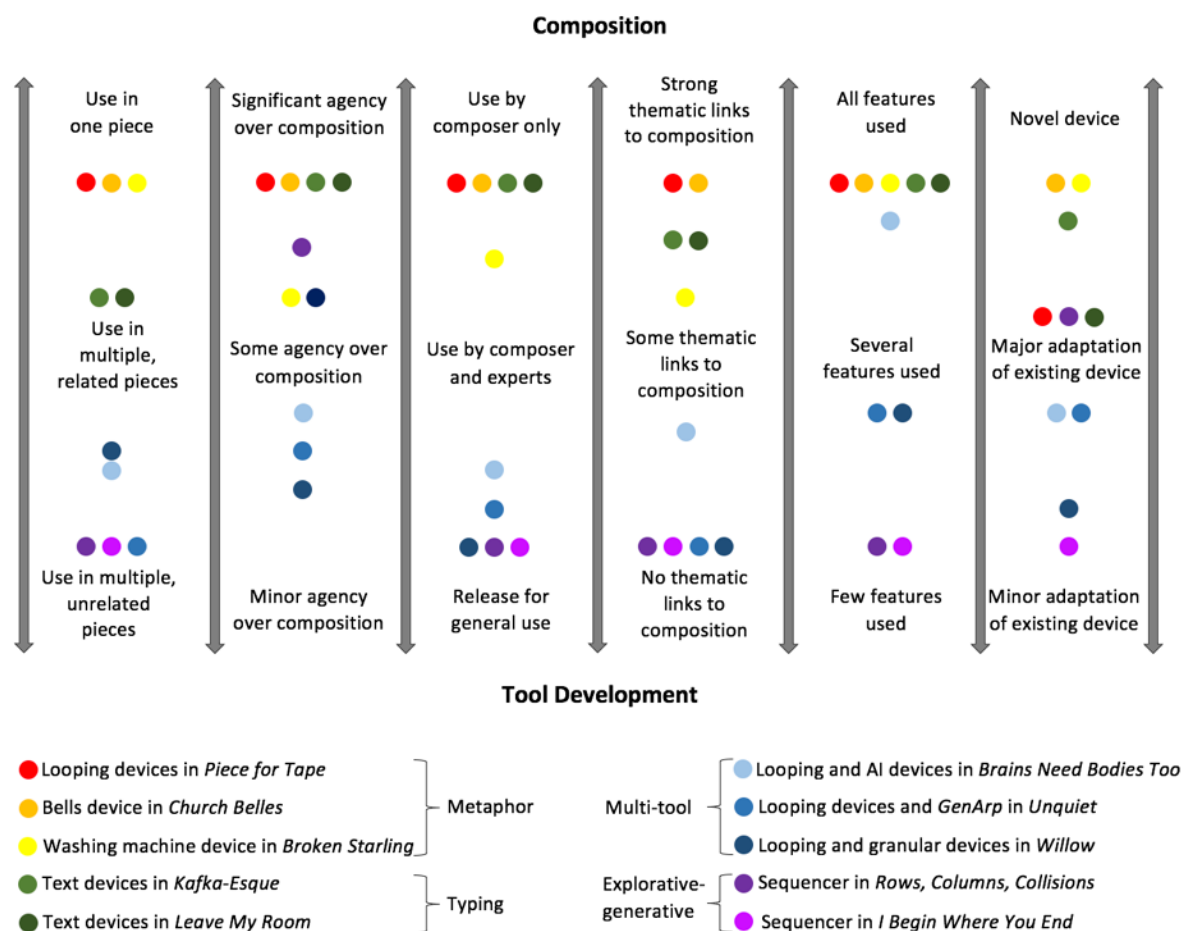 Composition
Use in
one piece
Significant agency
over composition
Use by
composer only
Strong
thematic links
to composition
All features
used
Novel device
Use in
multiple,
related pieces
Some agency over
composition
Use by composer
and experts
Some thematic
links to
composition
Several
features used
Major adaptation
of existing device
Use in multiple,
unrelated
pieces
Minor agency
over composition
Release for
general use
No thematic
links to
composition
Few features
used
Minor adaptation
of existing device
Tool Development
Looping devices in Piece for Tape
Bells device in Church Belles
Washing machine device in Broken Starling
Metaphor
Text devices in Kafka-Esque
Text devices in Leave My Room
Typing
Multi-tool
Looping and AI devices in Brains Need Bodies Too
Looping devices and GenArp in Unquiet
Looping and granular devices in Willow
Explorative-
generative
Sequencer in Rows, Columns, Collisions
Sequencer in I Begin Where You End